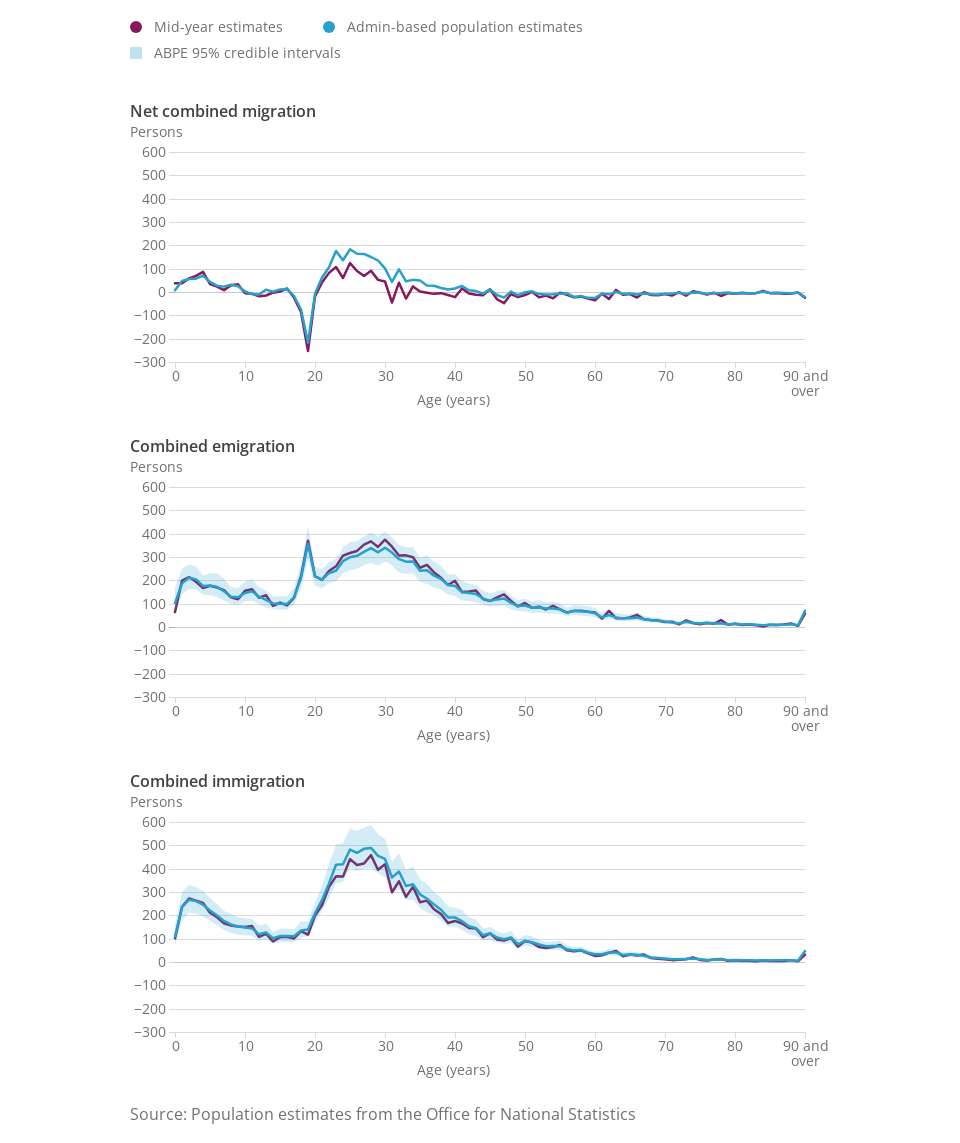 Mid-year estimates Admin-based population estimates
ABPE 95% credible intervals
Net combined migration
Persons
600
500
400
300
200
100
0
−100
−200
−300
0 10 20 30 40 50 60 70 80 90 and
over
Age (years)
Combined emigration
Persons
600
500
400
300
200
100
0
−100
−200
−300
0 10 20 30 40 50 60 70 80 90 and
over
Age (years)
Combined immigration
Persons
600
500
400
300
200
100
0
−100
−200
−300
0 10 20 30 40 50 60 70 80 90 and
over
Age (years)
Source: Population estimates from the Office for National Statistics